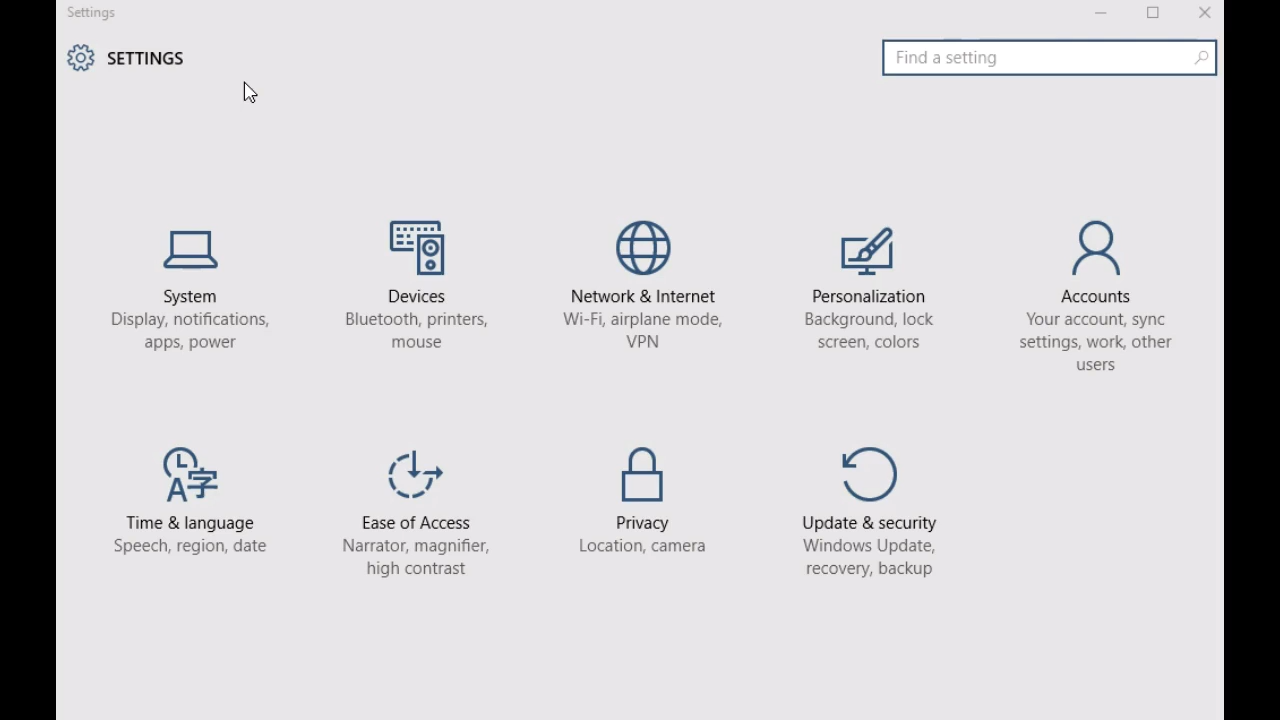 Settings
SETTINGS
Find a setting
System
Display, notifications,
apps, power
Devices
Bluetooth, printers,
mouse
Network & Internet
Wi-Fi, airplane mode,
VPN
Personalization
Background, lock
screen, colors
Accounts
Your account, sync
settings, work, other
users
A字
Time & language
Speech, region, date
Ease of Access
Narrator, magnifier,
high contrast
Privacy
Location, camera
Update & security
Windows Update,
recovery, backup